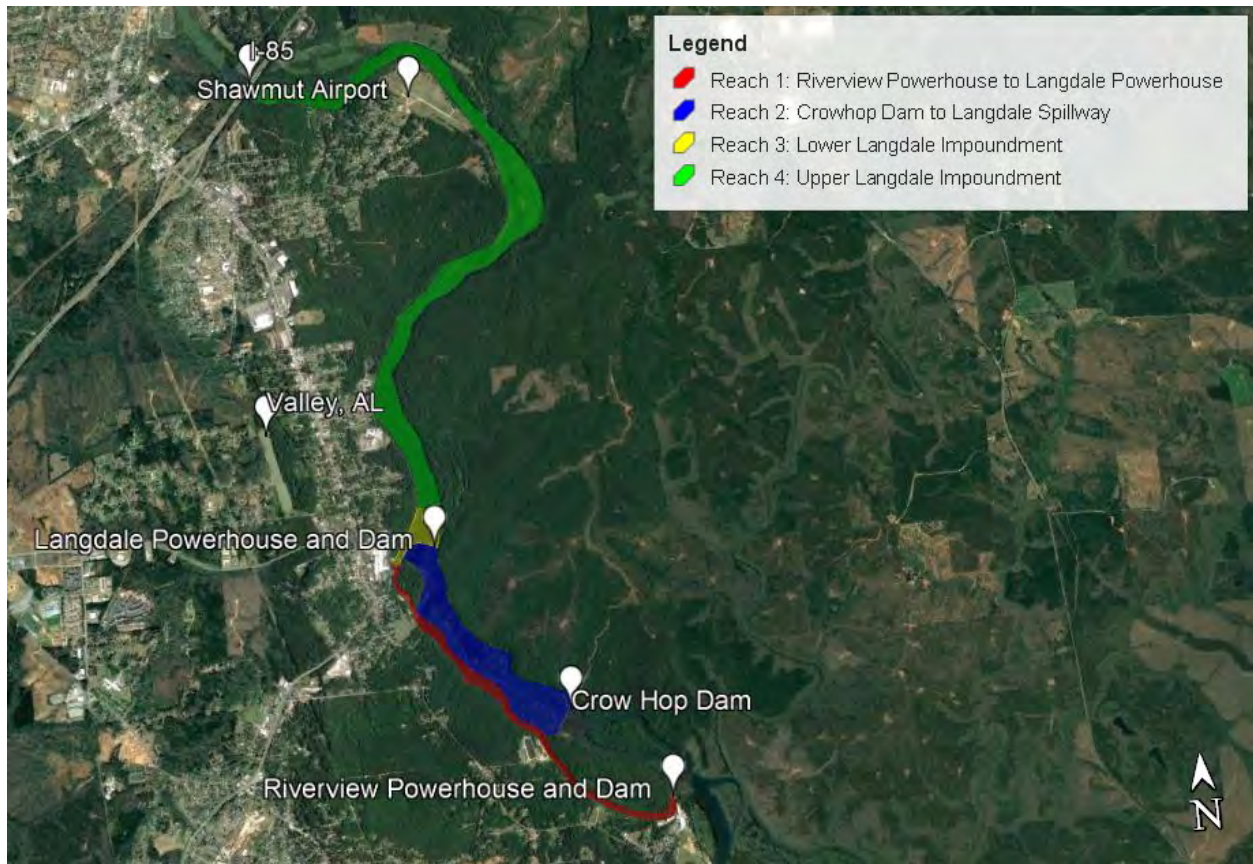 Legend
Reach 1: Riverview Powerhouse to Langdale Powerhouse
Reach 2: Crowhop Dam to Langdale Spillway
Reach 3: Lower Langdale Impoundment
Reach 4: Upper Langdale Impoundment
I-85
Shawmut Airport
Valley, AL
Langdale Powerhouse and Dam
Crow Hop Dam
Riverview Powerhouse and Dam
N